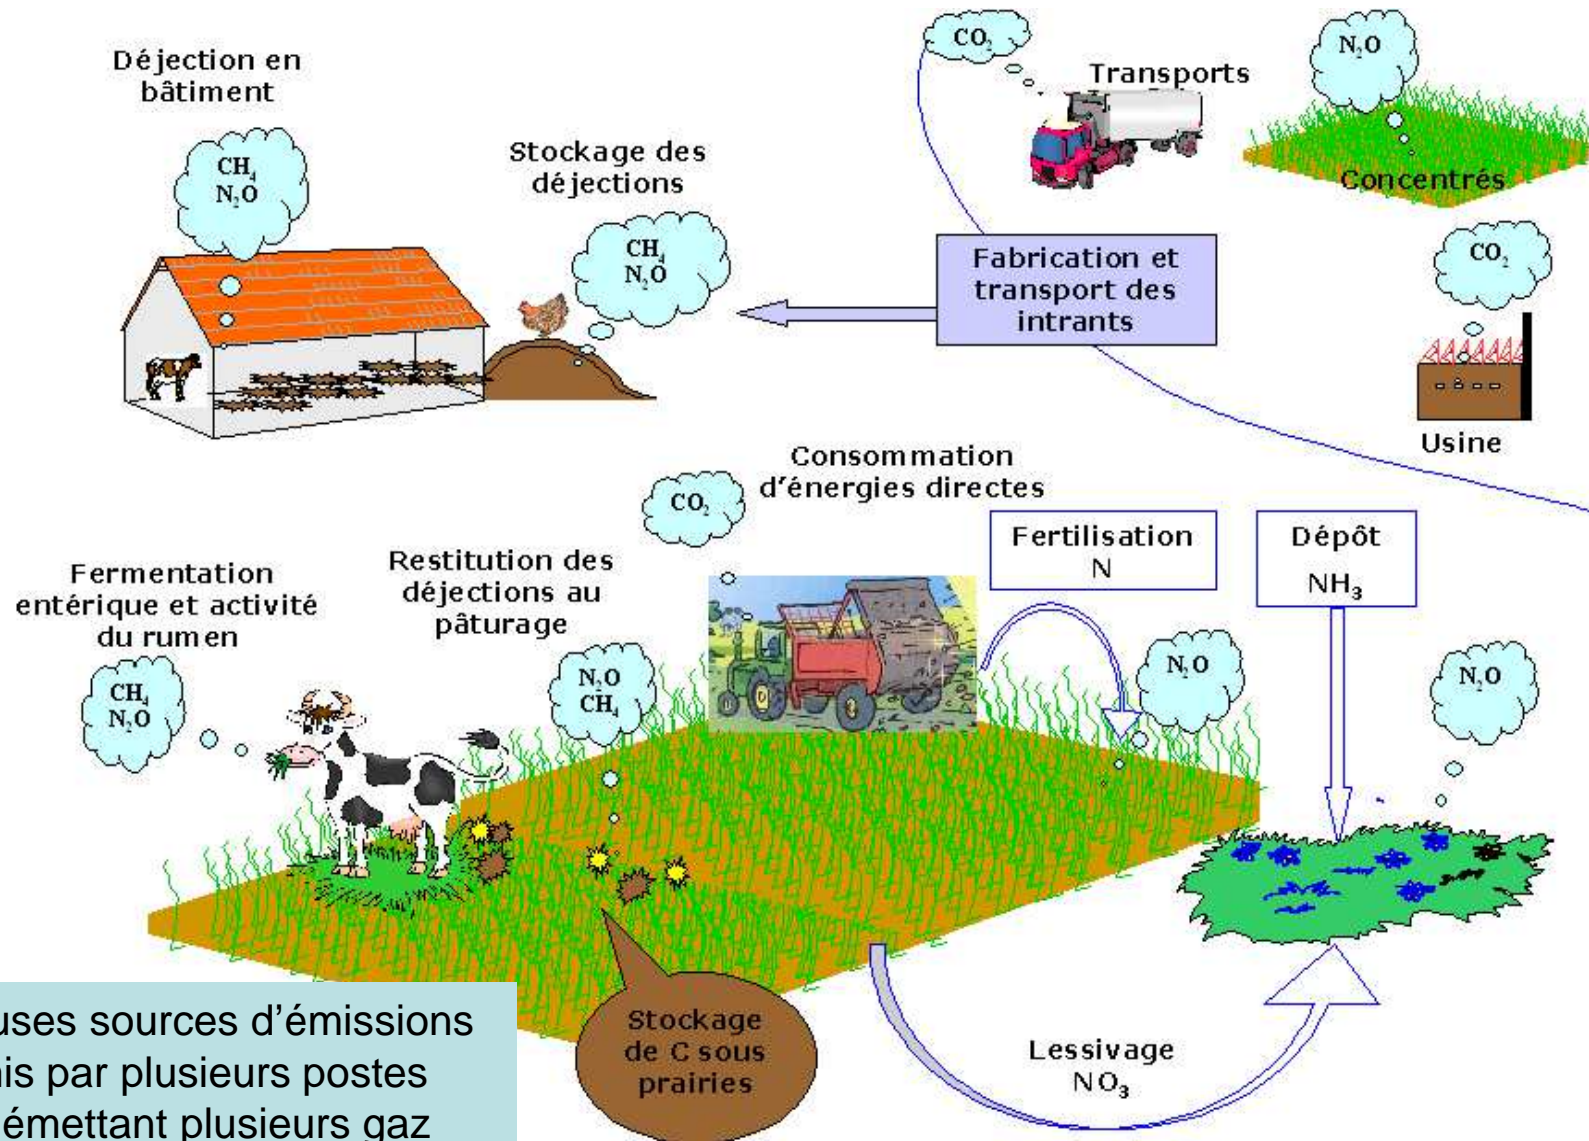 CO₂
N₂O
Déjection en
bâtiment
Transports
CH₄
N₂O
Stockage des
déjections
Concentrés
CH₄
N₂O
Fabrication et
transport des
intrants
CO₂
Usine
Consommation
d'énergies directes
CO₂
Fertilisation
N
Dépôt
NH₃
Fermentation
entérique et activité
du rumen
Restitution des
déjections au
pâturage
CH₄
N₂O
N₂O
CH₄
N₂O
N₂O
Stockage
de C sous
prairies
Lessivage
NO₃
sources d'émissions
par plusieurs postes
émettant plusieurs gaz